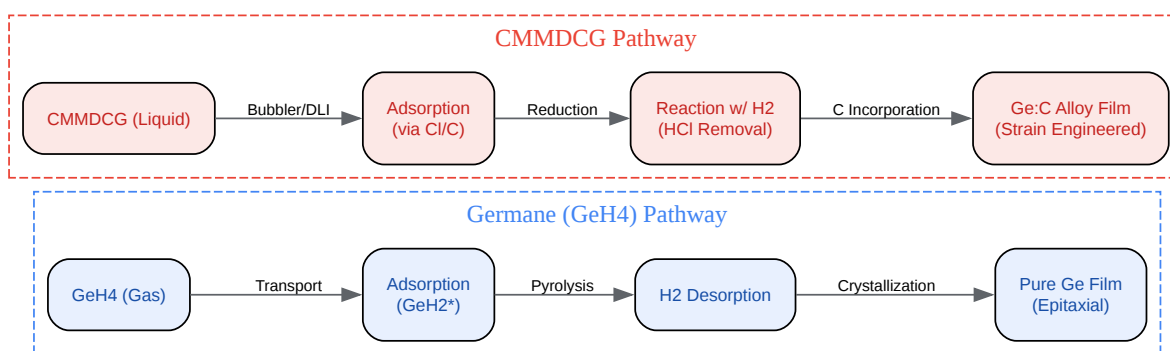 CMMDCG Pathway
CMMDCG (Liquid)
Bubbler/DLI
Adsorption
(via Cl/C)
Reduction
Reaction w/ H2
(HCl Removal)
C Incorporation
Ge:C Alloy Film
(Strain Engineered)
Germane (GeH4) Pathway
GeH4 (Gas)
Transport
Adsorption
(GeH2*)
Pyrolysis
H2 Desorption
Crystallization
Pure Ge Film
(Epitaxial)